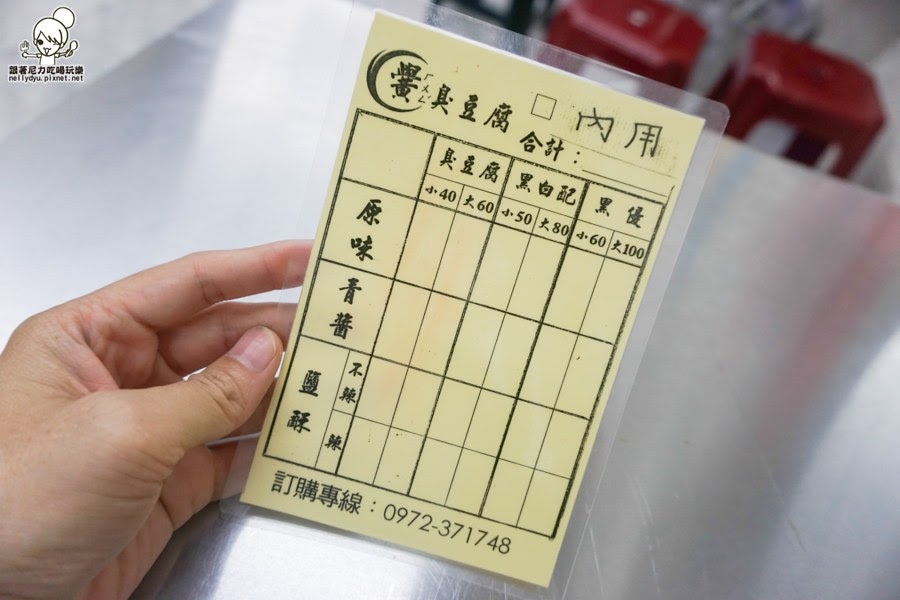 跟著尼力吃喝玩樂
nellydyu.pixnet.net
黌 ㄏㄨㄥˊ 臭豆腐 □ 內用
合計：
臭豆腐 黑白配 黑優
小40 大60 小50 大80 小60 大100
原味
青醬
鹽酥 不辣
辣
訂購專線：0972-371748